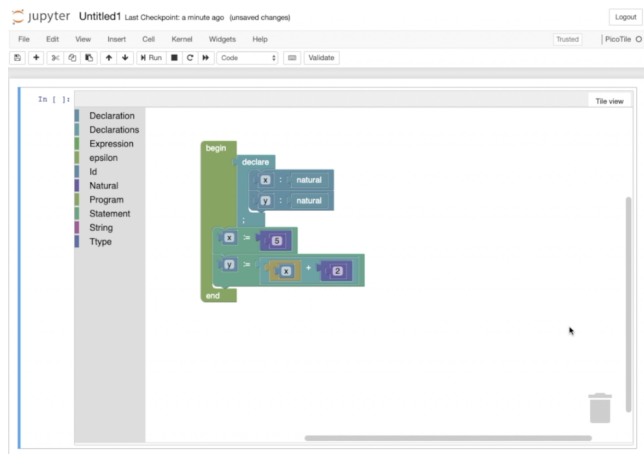 jupyter Untitled1 Last Checkpoint: a minute ago (unsaved changes)
Logout
File Edit View Insert Cell Kernel Widgets Help
Trusted PicoTile
Run Code Validate
In [ ]:
Tile view
Declaration
Declarations
Expression
epsilon
Id
Natural
Program
Statement
String
Ttype
begin
declare
x : natural
y : natural
;
x := 5
y := x + 2
end